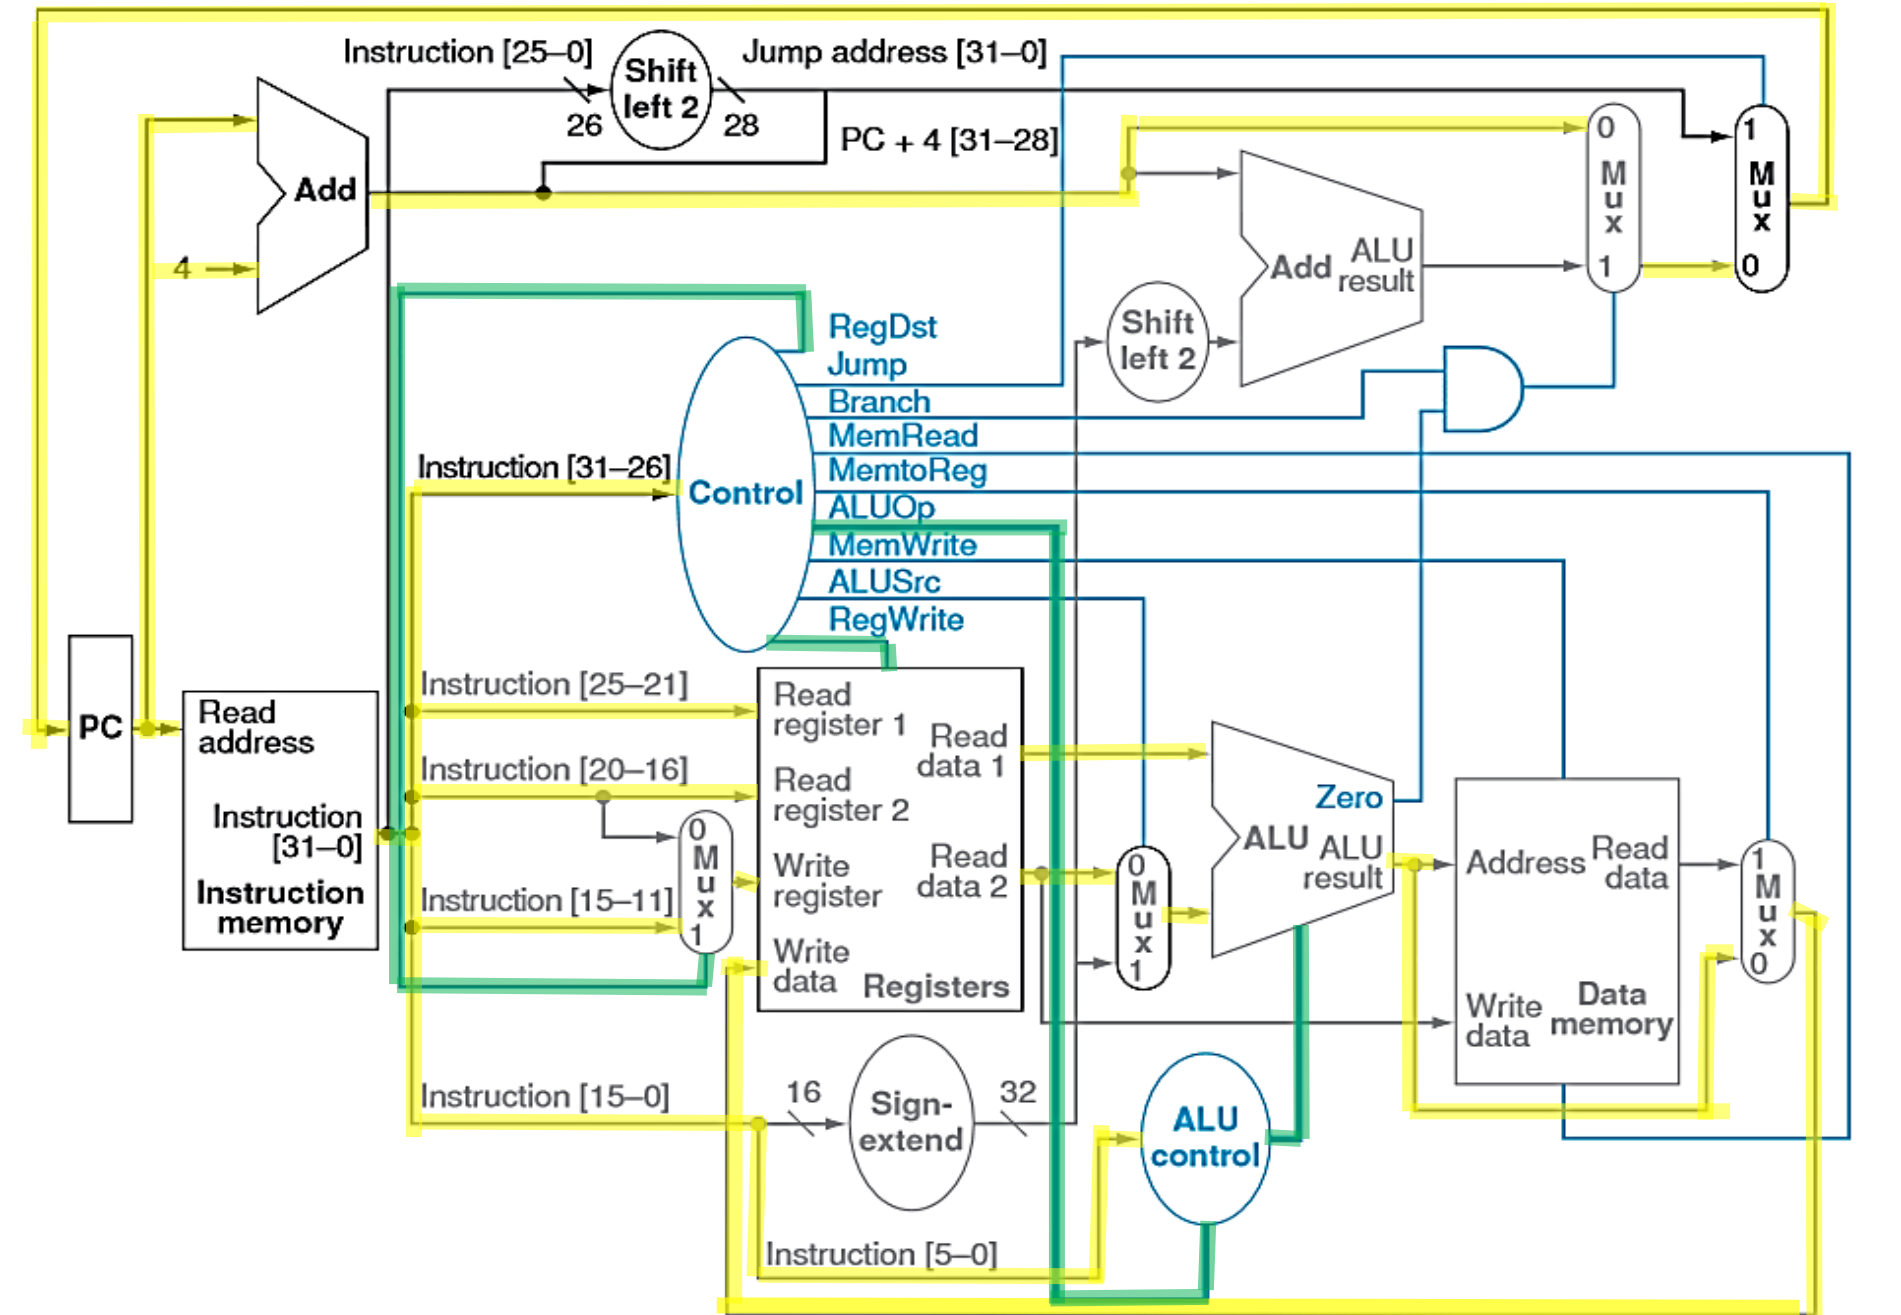 Instruction [25–0]
Shift
left 2
Jump address [31–0]
26
28
PC + 4 [31–28]
Add
4
0
M
u
x
1
1
M
u
x
0
Add
ALU
result
Shift
left 2
RegDst
Jump
Branch
MemRead
MemtoReg
ALUOp
MemWrite
ALUSrc
RegWrite
Instruction [31–26]
Control
PC
Read
address
Instruction
[31–0]
Instruction
memory
Instruction [25–21]
Instruction [20–16]
Instruction [15–11]
0
M
u
x
1
Read
register 1
Read
register 2
Write
register
Write
data
Read
data 1
Read
data 2
Registers
0
M
u
x
1
Zero
ALU
ALU
result
Address
Read
data
Write
data
Data
memory
1
M
u
x
0
Instruction [15–0]
16
Sign-
extend
32
ALU
control
Instruction [5–0]